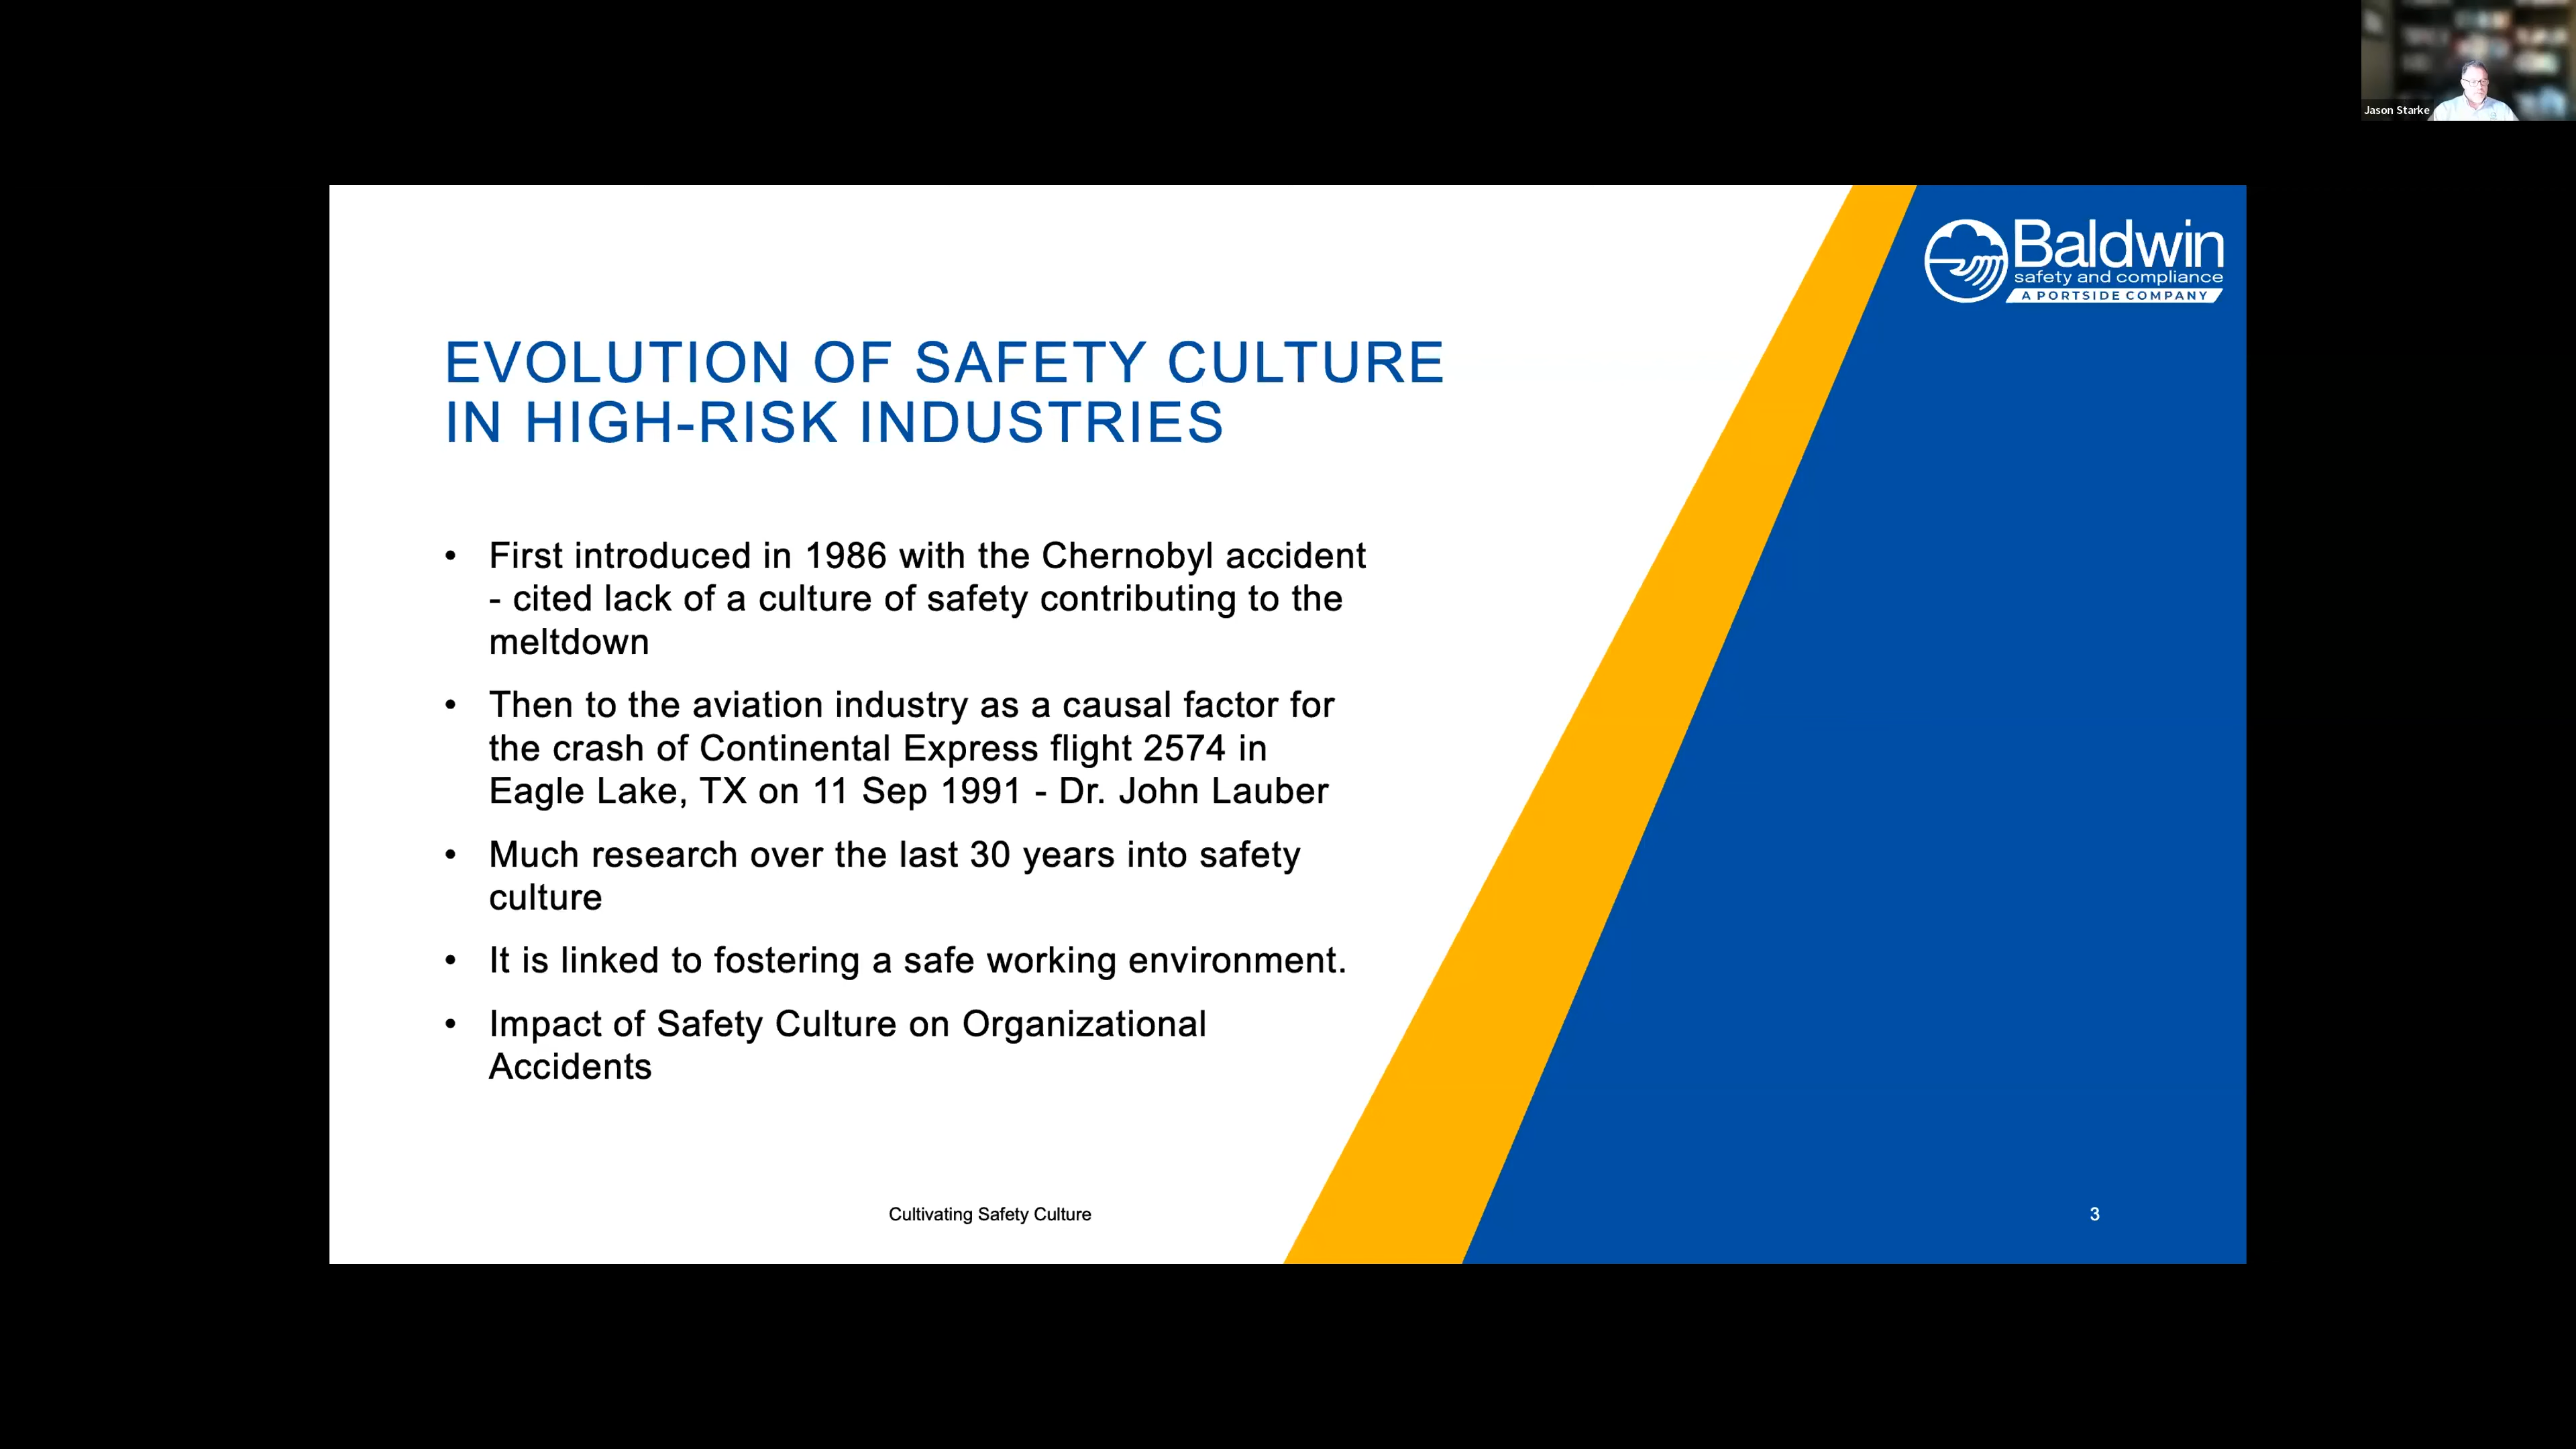 Jason Starke
Baldwin
safety and compliance
A PORTSIDE COMPANY
EVOLUTION OF SAFETY CULTURE
IN HIGH-RISK INDUSTRIES
• First introduced in 1986 with the Chernobyl accident
- cited lack of a culture of safety contributing to the
meltdown
• Then to the aviation industry as a causal factor for
the crash of Continental Express flight 2574 in
Eagle Lake, TX on 11 Sep 1991 - Dr. John Lauber
• Much research over the last 30 years into safety
culture
• It is linked to fostering a safe working environment.
• Impact of Safety Culture on Organizational
Accidents
Cultivating Safety Culture
3